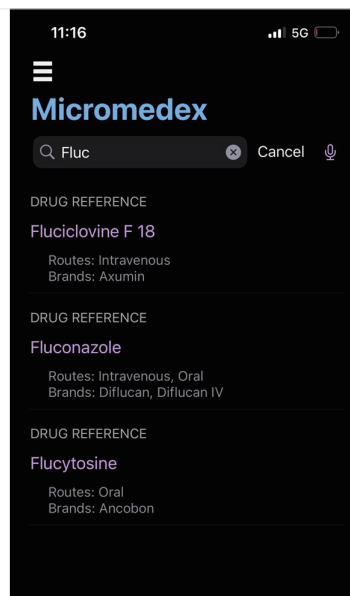 11:16
5G
Micromedex
Fluc
Cancel
DRUG REFERENCE
Fluciclovine F 18
Routes: Intravenous
Brands: Axumin
DRUG REFERENCE
Fluconazole
Routes: Intravenous, Oral
Brands: Diflucan, Diflucan IV
DRUG REFERENCE
Flucytosine
Routes: Oral
Brands: Ancobon